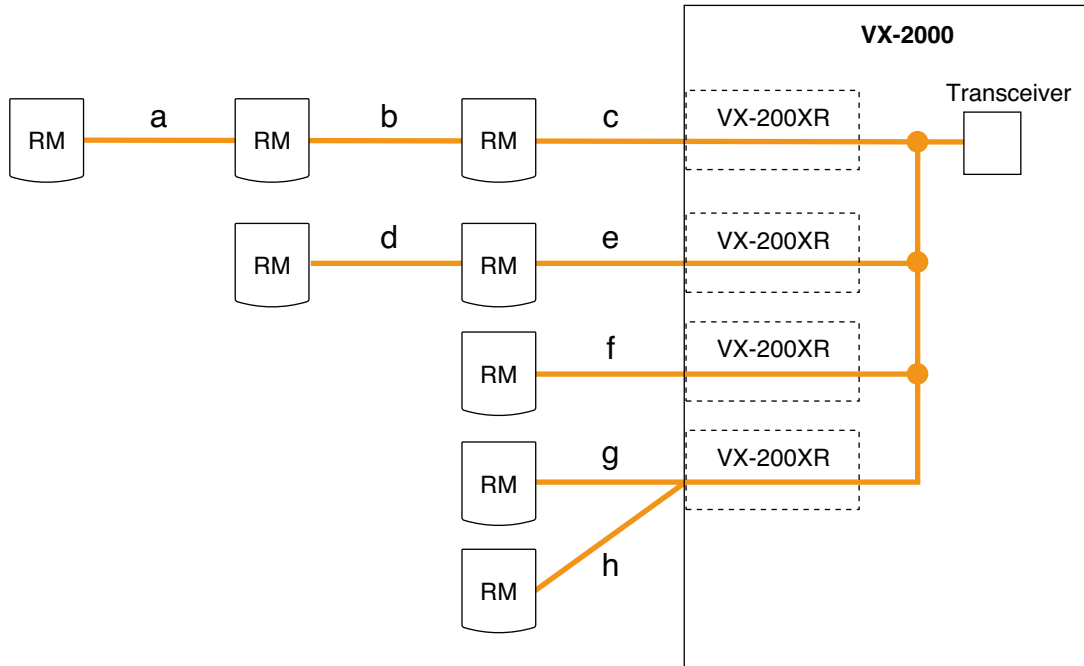 VX-2000
Transceiver
a b c
RM RM RM VX-200XR
d e
RM RM VX-200XR
f
RM VX-200XR
g
RM VX-200XR
h
RM